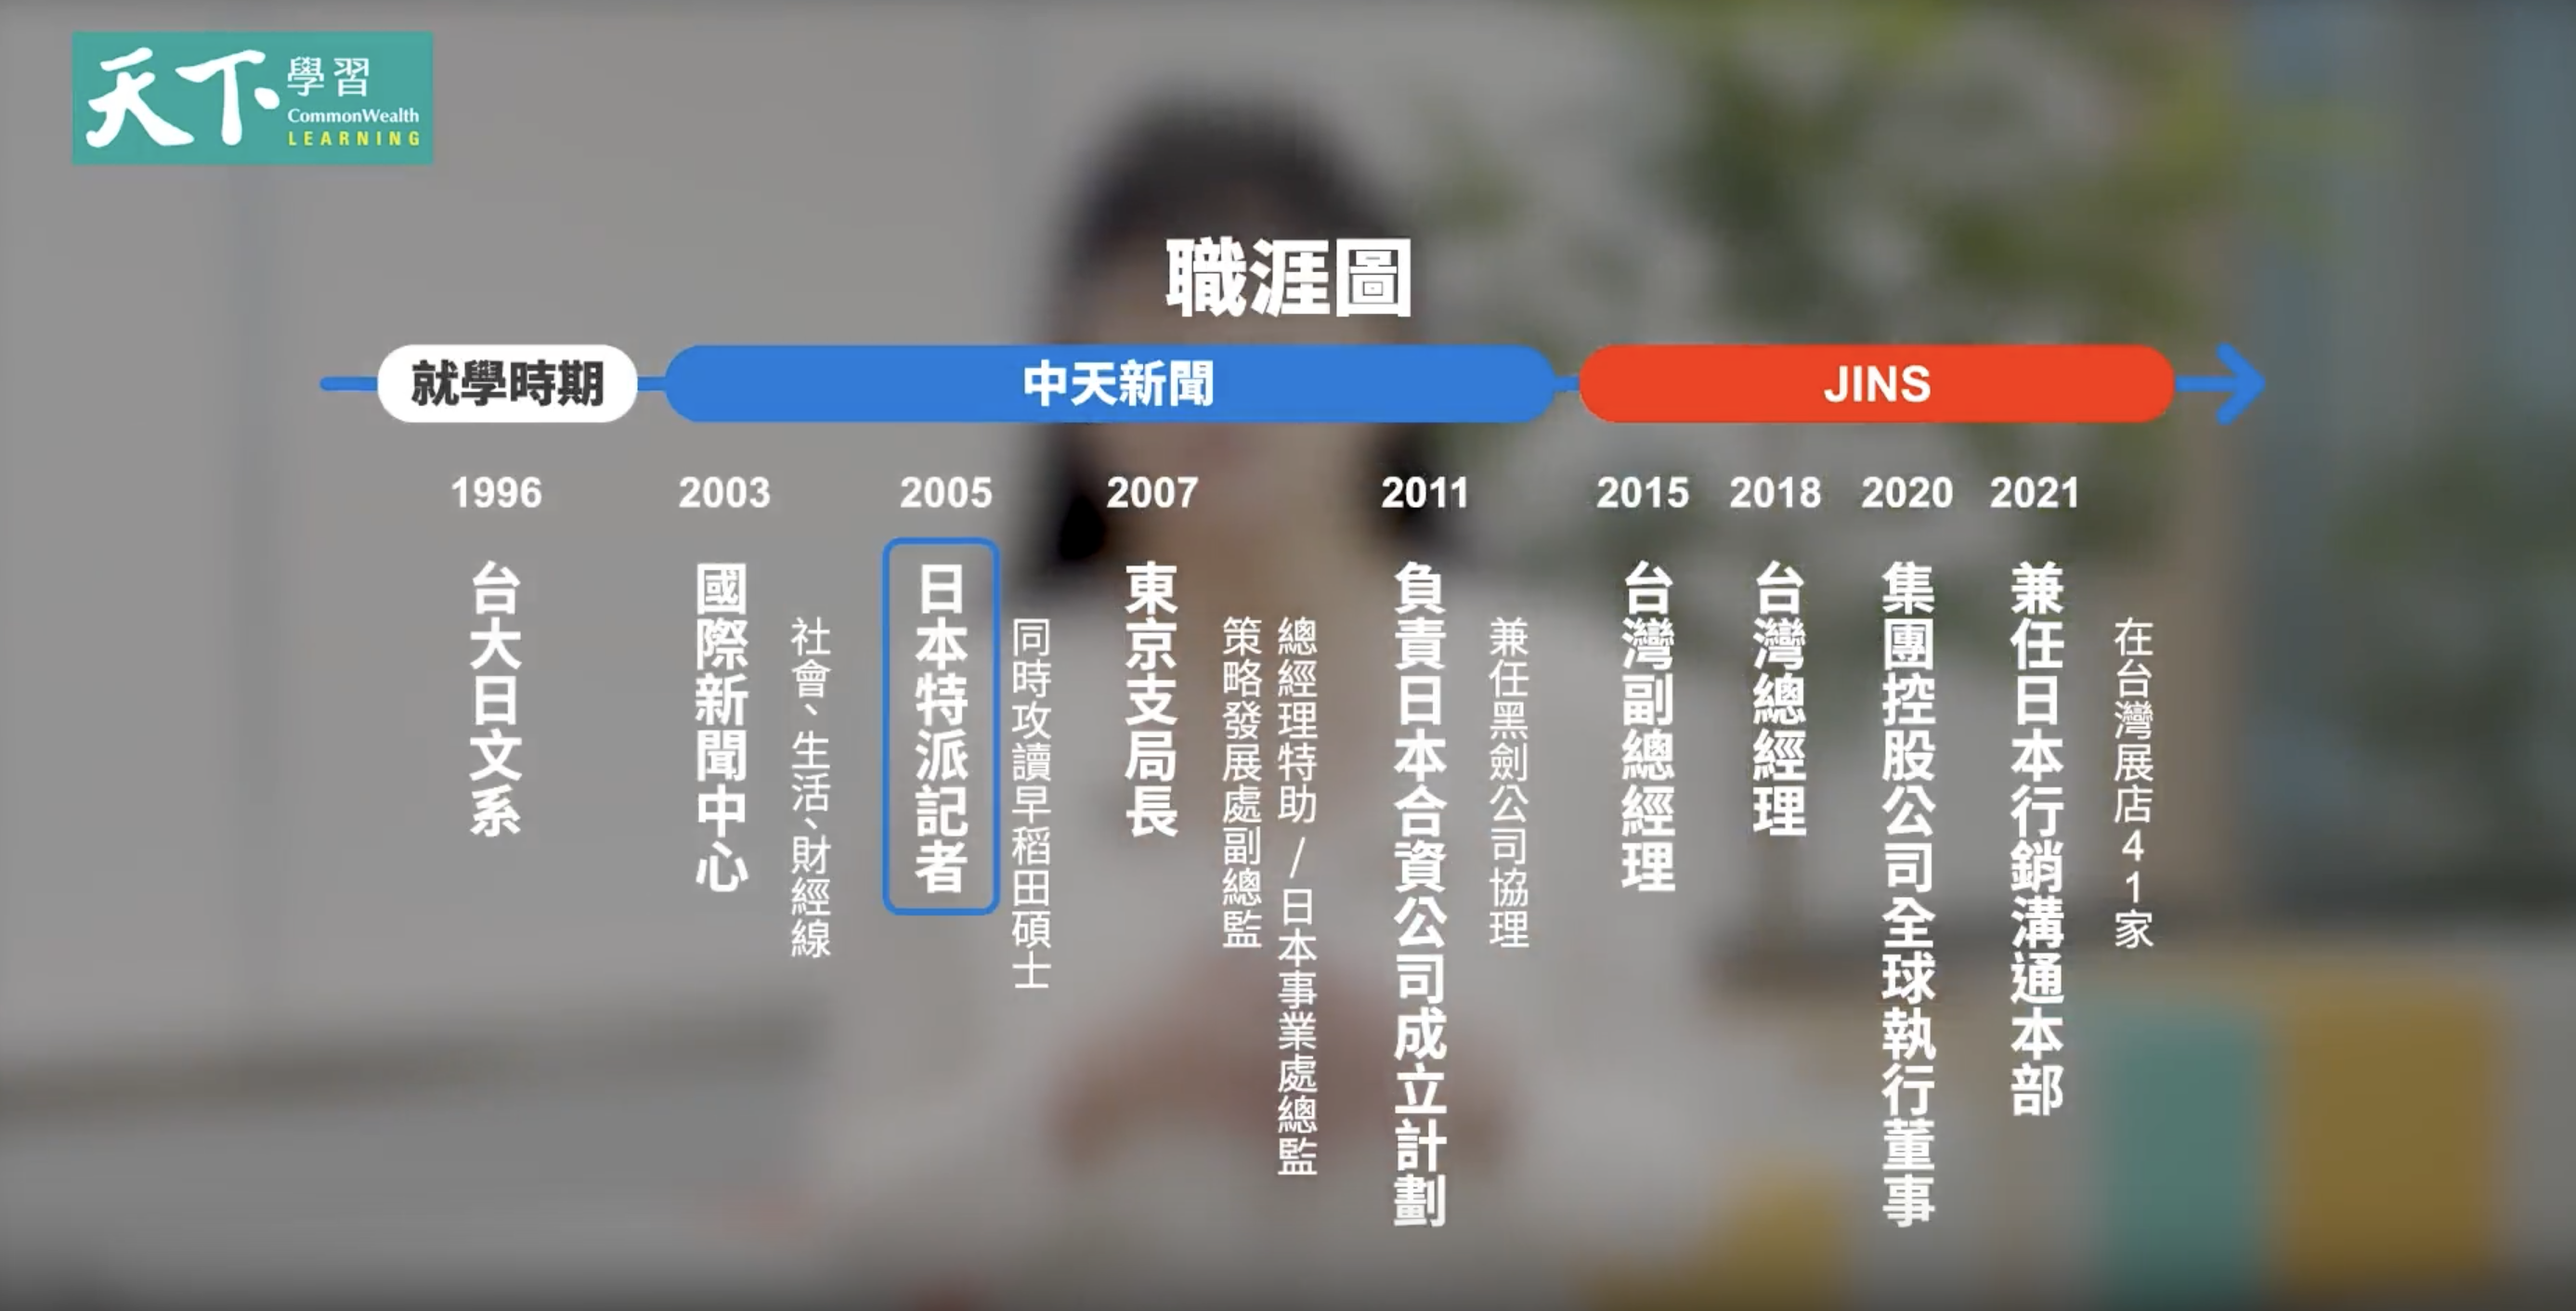 天下學習
CommonWealth
LEARNING
職涯圖
就學時期
中天新聞
JINS
1996
台大日文系
2003
國際新聞中心
社會、生活、財經線
2005
日本特派記者
同時攻讀早稻田碩士
2007
東京支局長
總經理特助/日本事業處總監
策略發展處副總監
2011
負責日本合資公司成立計劃
兼任黑劍公司協理
2015
台灣副總經理
2018
台灣總經理
2020
集團控股公司全球執行董事
2021
兼任日本行銷溝通本部
在台灣展店41家